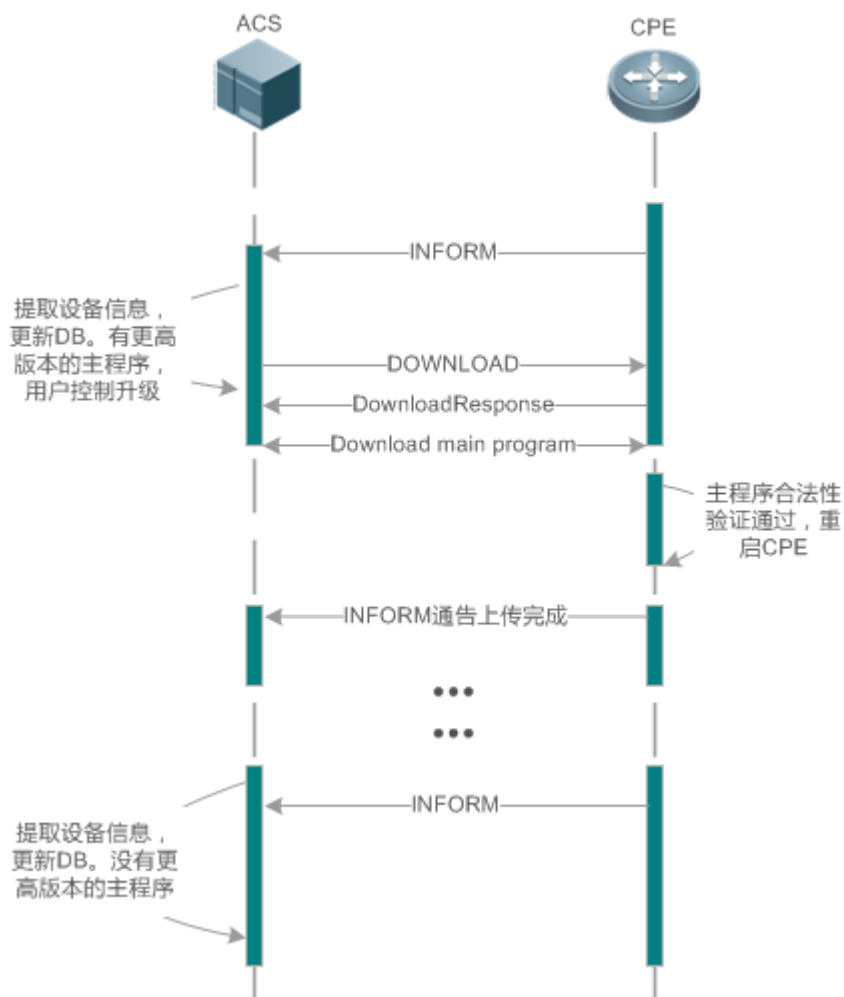 ACS
CPE
INFORM
提取设备信息，
更新DB。有更高
版本的主程序，
用户控制升级
DOWNLOAD
DownloadResponse
Download main program
主程序合法性
验证通过，重
启CPE
INFORM通告上传完成
INFORM
提取设备信息，
更新DB。没有更
高版本的主程序